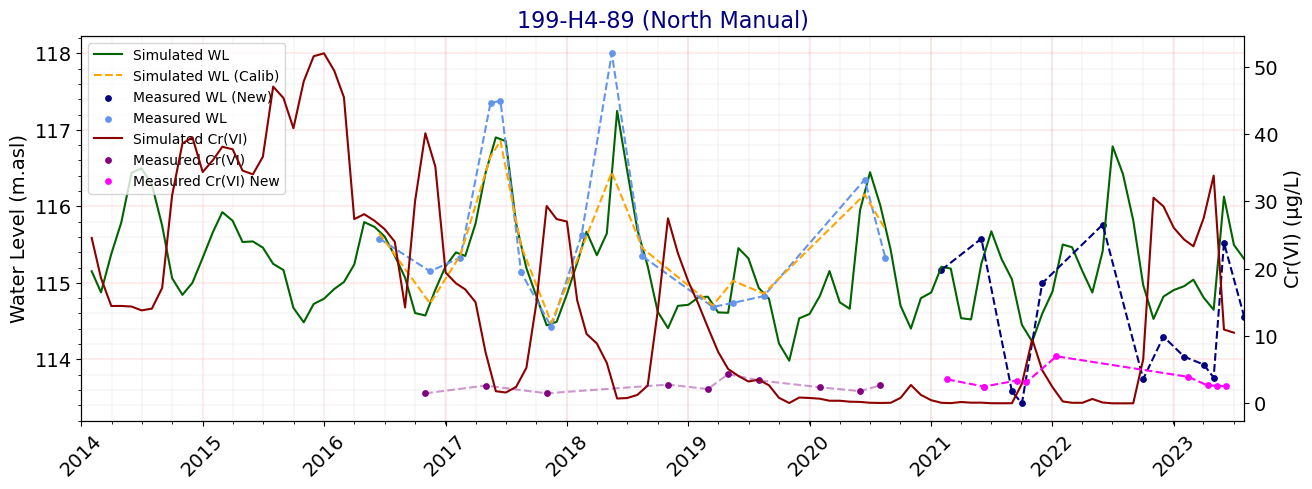 199-H4-89 (North Manual)
Water Level (m.asl)
118
117
116
115
114
Simulated WL
Simulated WL (Calib)
Measured WL (New)
Measured WL
Simulated Cr(VI)
Measured Cr(VI)
Measured Cr(VI) New
50
40
30
20
10
0
Cr(VI) (µg/L)
2014
2015
2016
2017
2018
2019
2020
2021
2022
2023